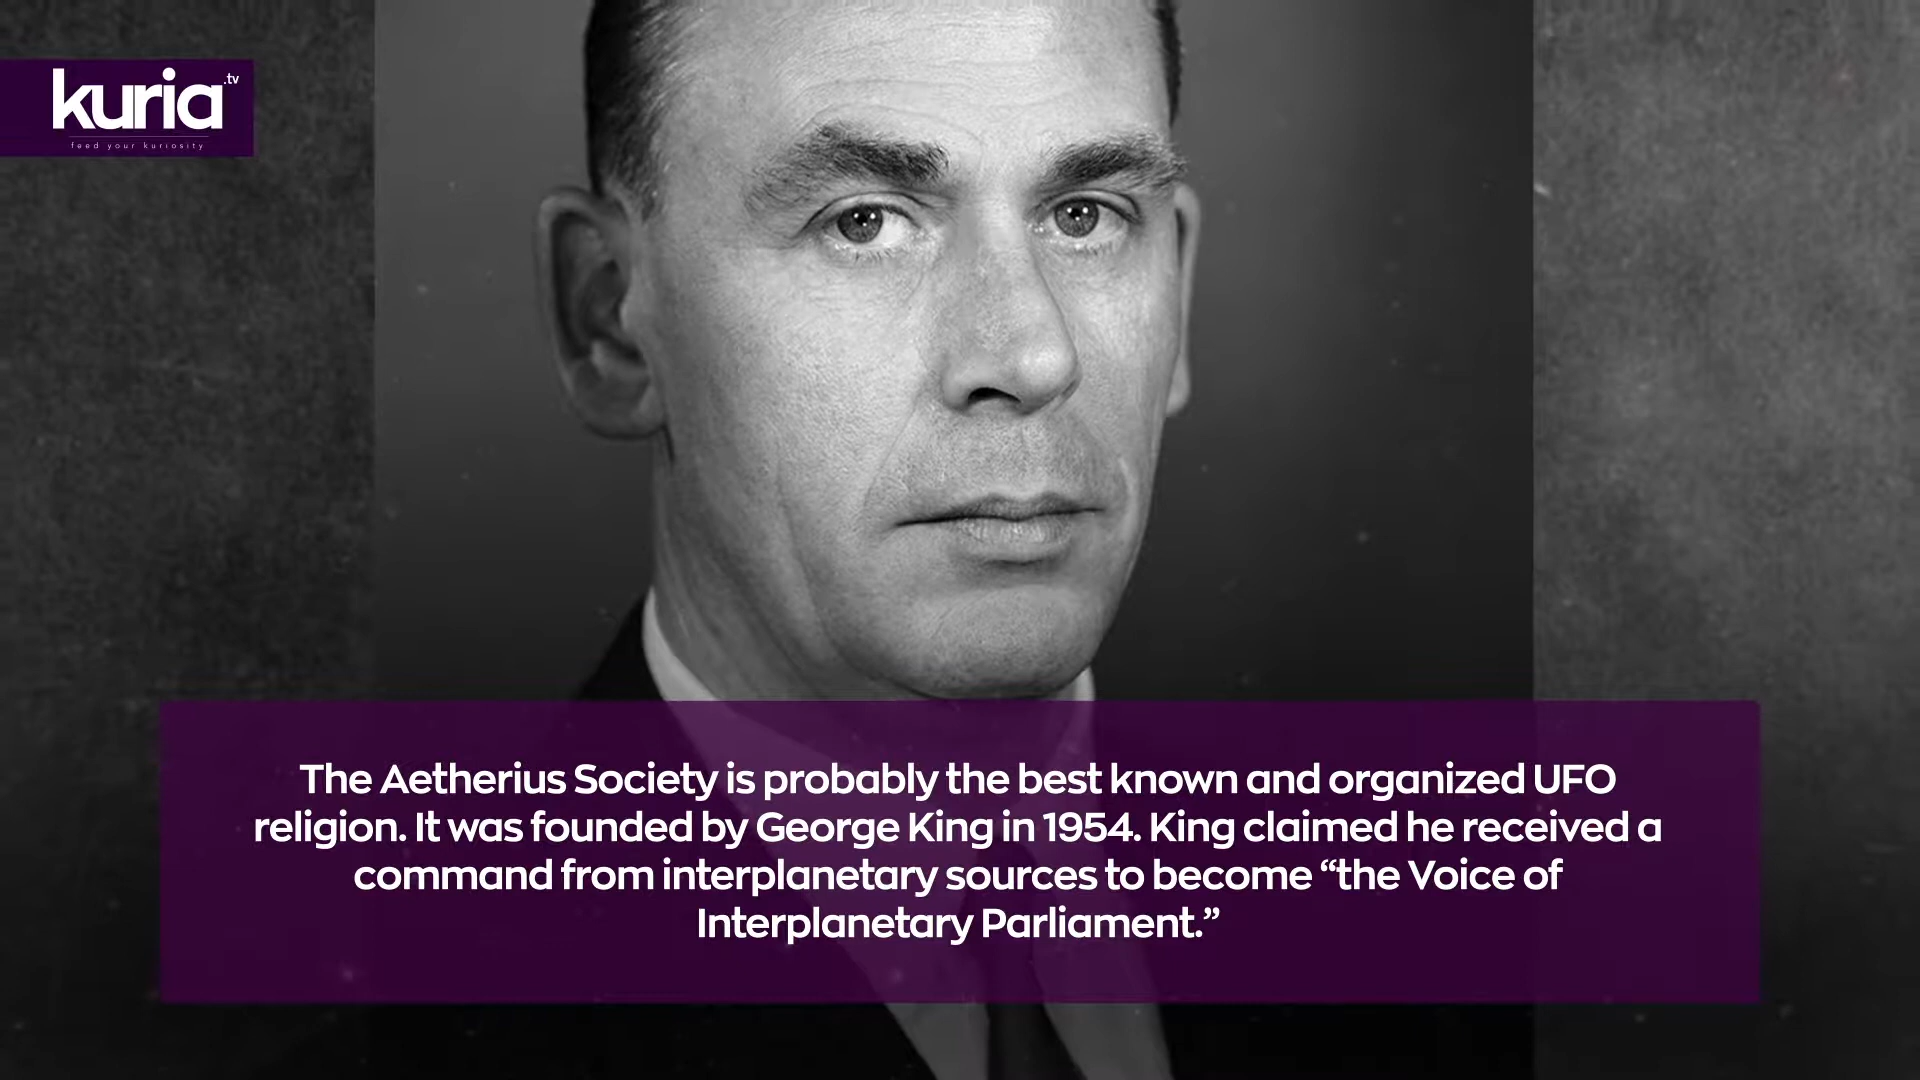 kuria.tv
feed your kuriosity
The Aetherius Society is probably the best known and organized UFO
religion. It was founded by George King in 1954. King claimed he received a
command from interplanetary sources to become “the Voice of
Interplanetary Parliament.”